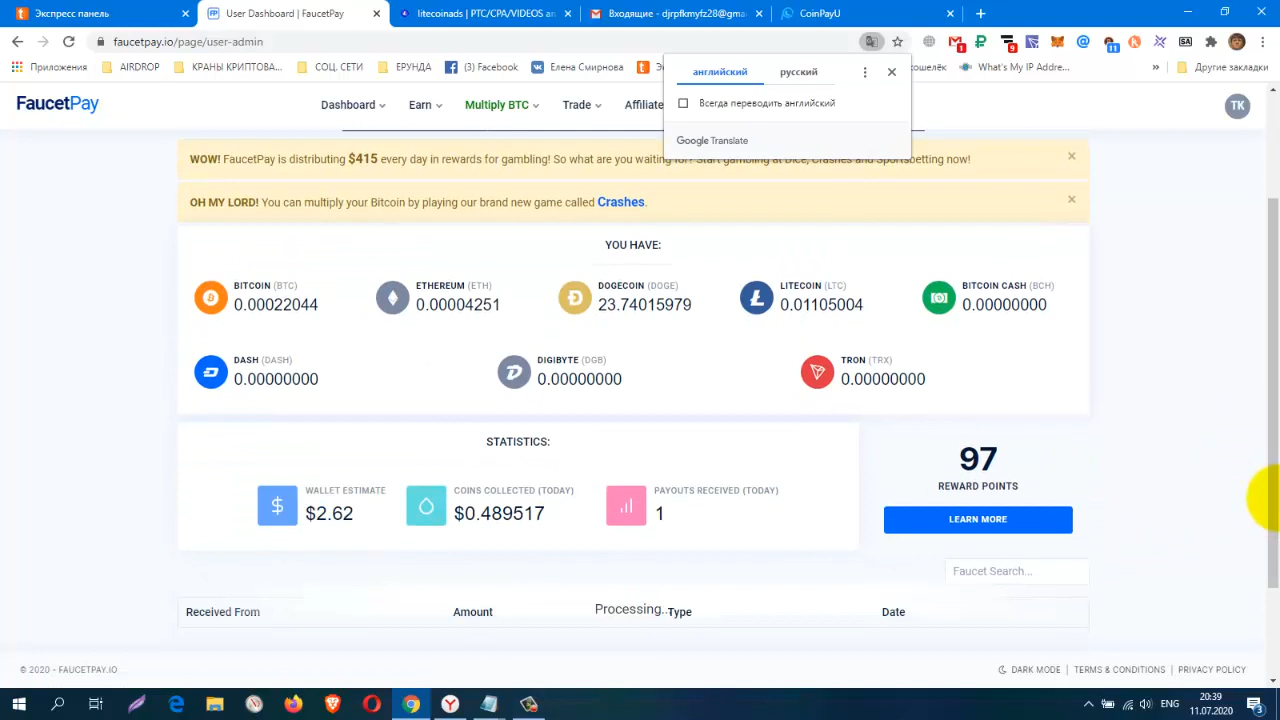 Экспресс панель
User Dashboard | FaucetPay
litecoinads | PTC/CPA/VIDEOS an
Входящие - djrpfkmyfz28@gma
CoinPayU
faucetpay.io/page/user-admin
1
9
11
Приложения
AIRDROP
КРАНЫ КРИПТОВА...
СОЦ. СЕТИ
ЕРУНДА
(3) Facebook
Елена Смирнова
What's My IP Addre...
»
Другие закладки
английский
русский
Всегда переводить английский
Google Translate
FaucetPay
Dashboard
Earn
Multiply BTC
Trade
Affiliate
TK
WOW! FaucetPay is distributing $415 every day in rewards for gambling! So what are you waiting for? Start gambling at Dice, Crashes and Sportsbetting now!
OH MY LORD! You can multiply your Bitcoin by playing our brand new game called Crashes.
YOU HAVE:
BITCOIN (BTC)
0.00022044
ETHEREUM (ETH)
0.00004251
DOGECOIN (DOGE)
23.74015979
LITECOIN (LTC)
0.01105004
BITCOIN CASH (BCH)
0.00000000
DASH (DASH)
0.00000000
DIGIBYTE (DGB)
0.00000000
TRON (TRX)
0.00000000
STATISTICS:
WALLET ESTIMATE
$2.62
COINS COLLECTED (TODAY)
$0.489517
PAYOUTS RECEIVED (TODAY)
1
97
REWARD POINTS
LEARN MORE
Faucet Search...
Processing...
Received From
Amount
Type
Date
© 2020 - FAUCETPAY.IO
DARK MODE | TERMS & CONDITIONS | PRIVACY POLICY
ENG
20:39
11.07.2020
3